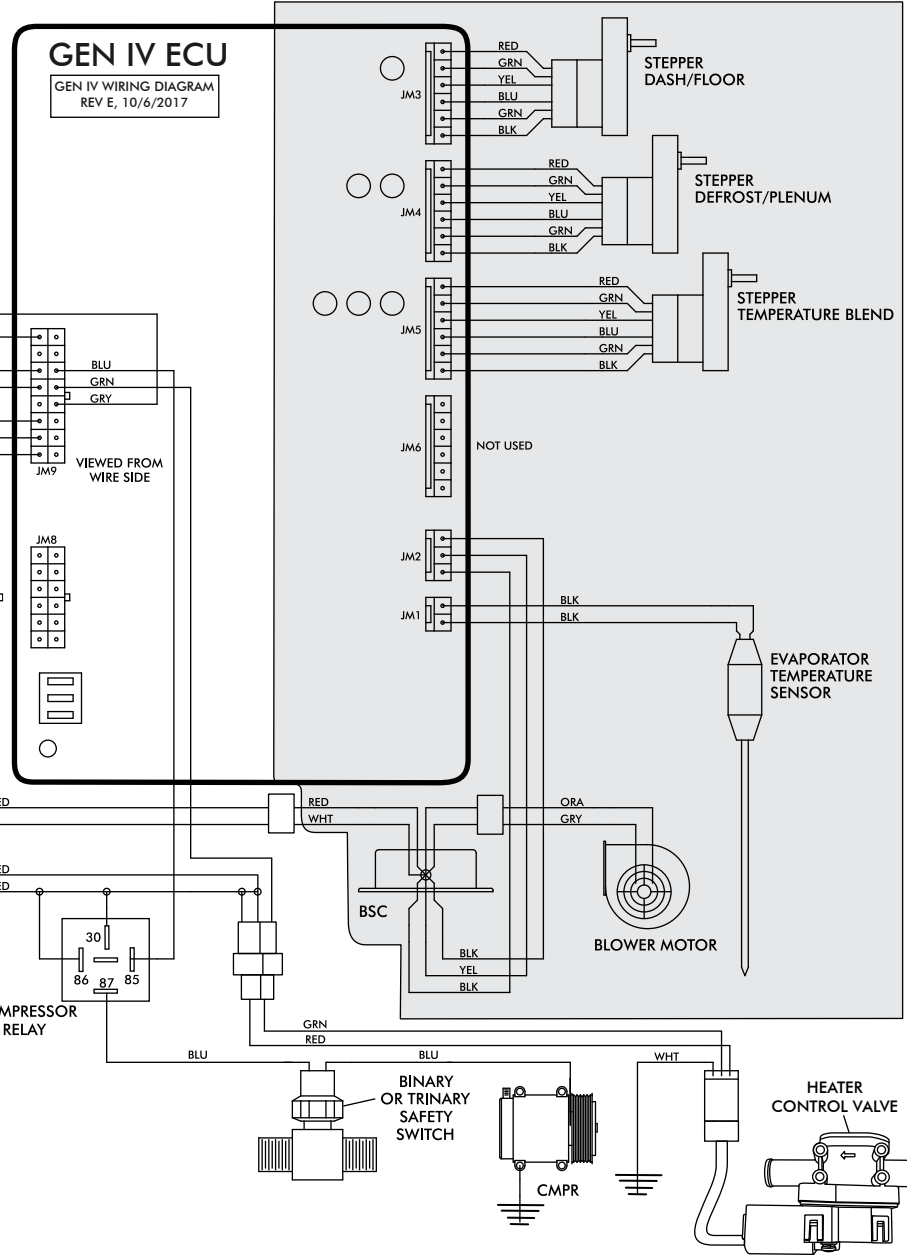 GEN IV ECU
GEN IV WIRING DIAGRAM
REV E, 10/6/2017
JM3
RED
GRN
YEL
BLU
GRN
BLK
STEPPER
DASH/FLOOR
JM4
RED
GRN
YEL
BLU
GRN
BLK
STEPPER
DEFROST/PLENUM
JM5
RED
GRN
YEL
BLU
GRN
BLK
STEPPER
TEMPERATURE BLEND
BLU
GRN
GRY
JM9
VIEWED FROM
WIRE SIDE
JM6
NOT USED
JM8
JM2
JM1
BLK
BLK
EVAPORATOR
TEMPERATURE
SENSOR
ED
RED
WHT
ORA
GRY
ED
ED
BSC
BLOWER MOTOR
30
86
87
85
BLK
YEL
BLK
MPRESSOR
RELAY
GRN
RED
BLU
BLU
WHT
BINARY
OR TRINARY
SAFETY
SWITCH
CMPR
HEATER
CONTROL VALVE